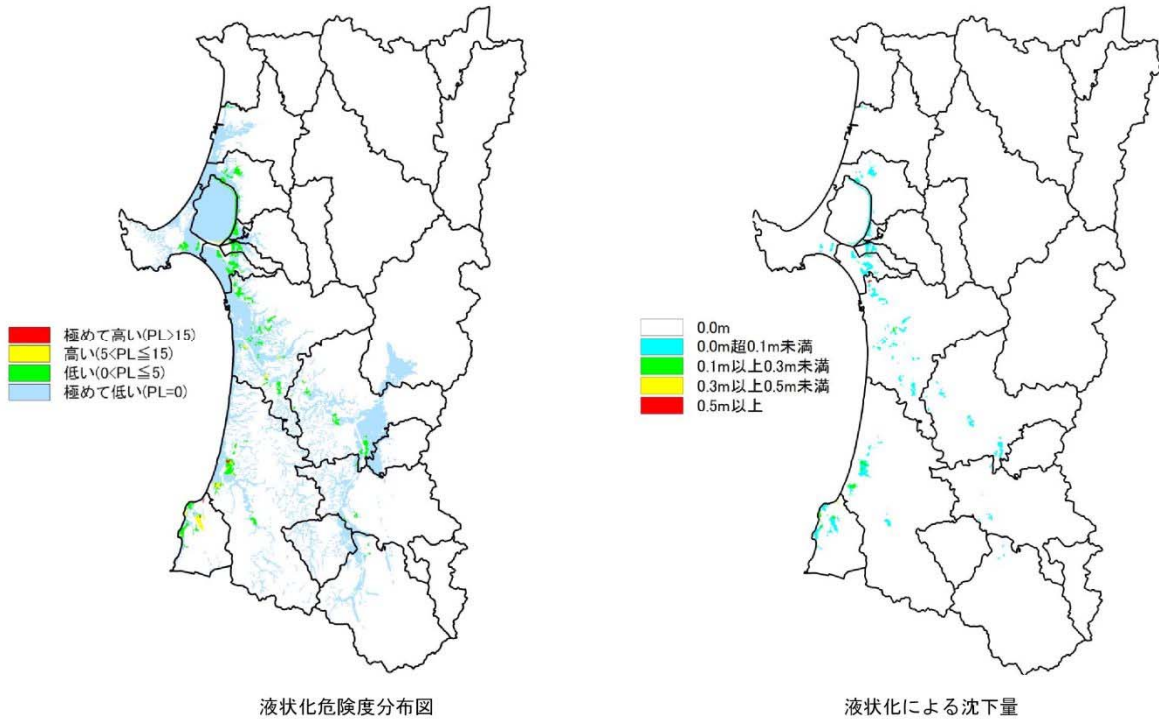 極めて高い(PL>15)
高い(5<PL≦15)
低い(0<PL≦5)
極めて低い(PL=0)
液状化危険度分布図
0.0m
0.0m超0.1m未満
0.1m以上0.3m未満
0.3m以上0.5m未満
0.5m以上
液状化による沈下量